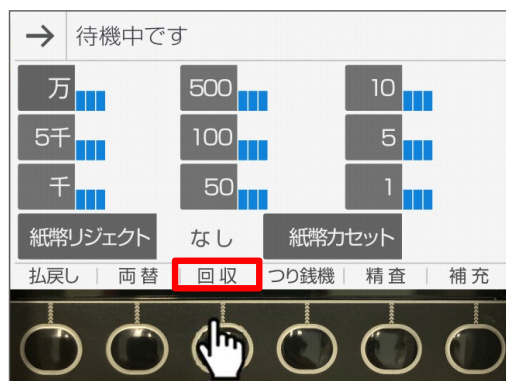 → 待機中です
万 500 10
5千 100 5
千 50 1
紙幣リジェクト なし 紙幣カセット
払戻し | 両替 | 回収 | つり銭機 | 精査 | 補充